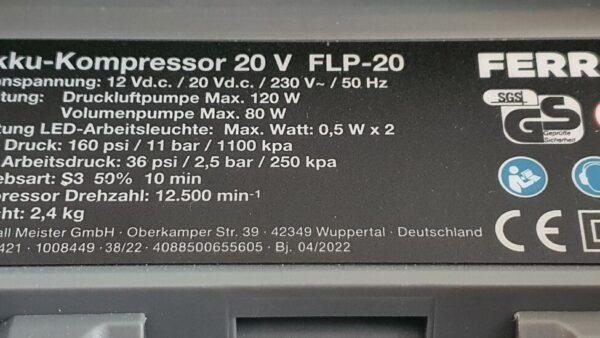 kku-Kompressor 20 V FLP-20
anspannung: 12 Vd.c. / 20 Vd.c. / 230 V~ / 50 Hz
tung: Druckluftpumpe Max. 120 W
Volumenpumpe Max. 80 W
tung LED-Arbeitsleuchte: Max. Watt: 0,5 W x 2
Druck: 160 psi / 11 bar / 1100 kpa
Arbeitsdruck: 36 psi / 2,5 bar / 250 kpa
ebsart: S3 50% 10 min
pressor Drehzahl: 12.500 min⁻¹
cht: 2,4 kg
all Meister GmbH · Oberkamper Str. 39 · 42349 Wuppertal · Deutschland
421 · 1008449 · 38/22 · 4088500655605 · Bj. 04/2022
FERR
SGS
GS
Geprüfte
Sicherheit
CE